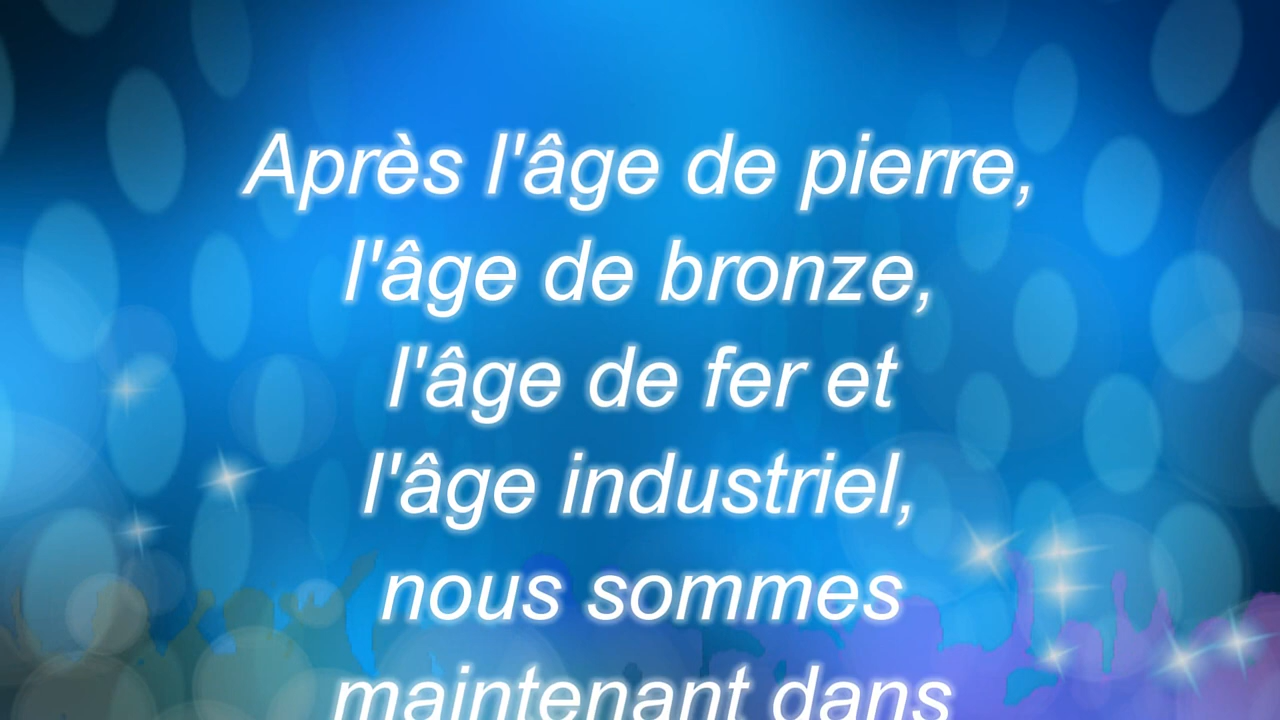 Après l'âge de pierre,
l'âge de bronze,
l'âge de fer et
l'âge industriel,
nous sommes
maintenant dans